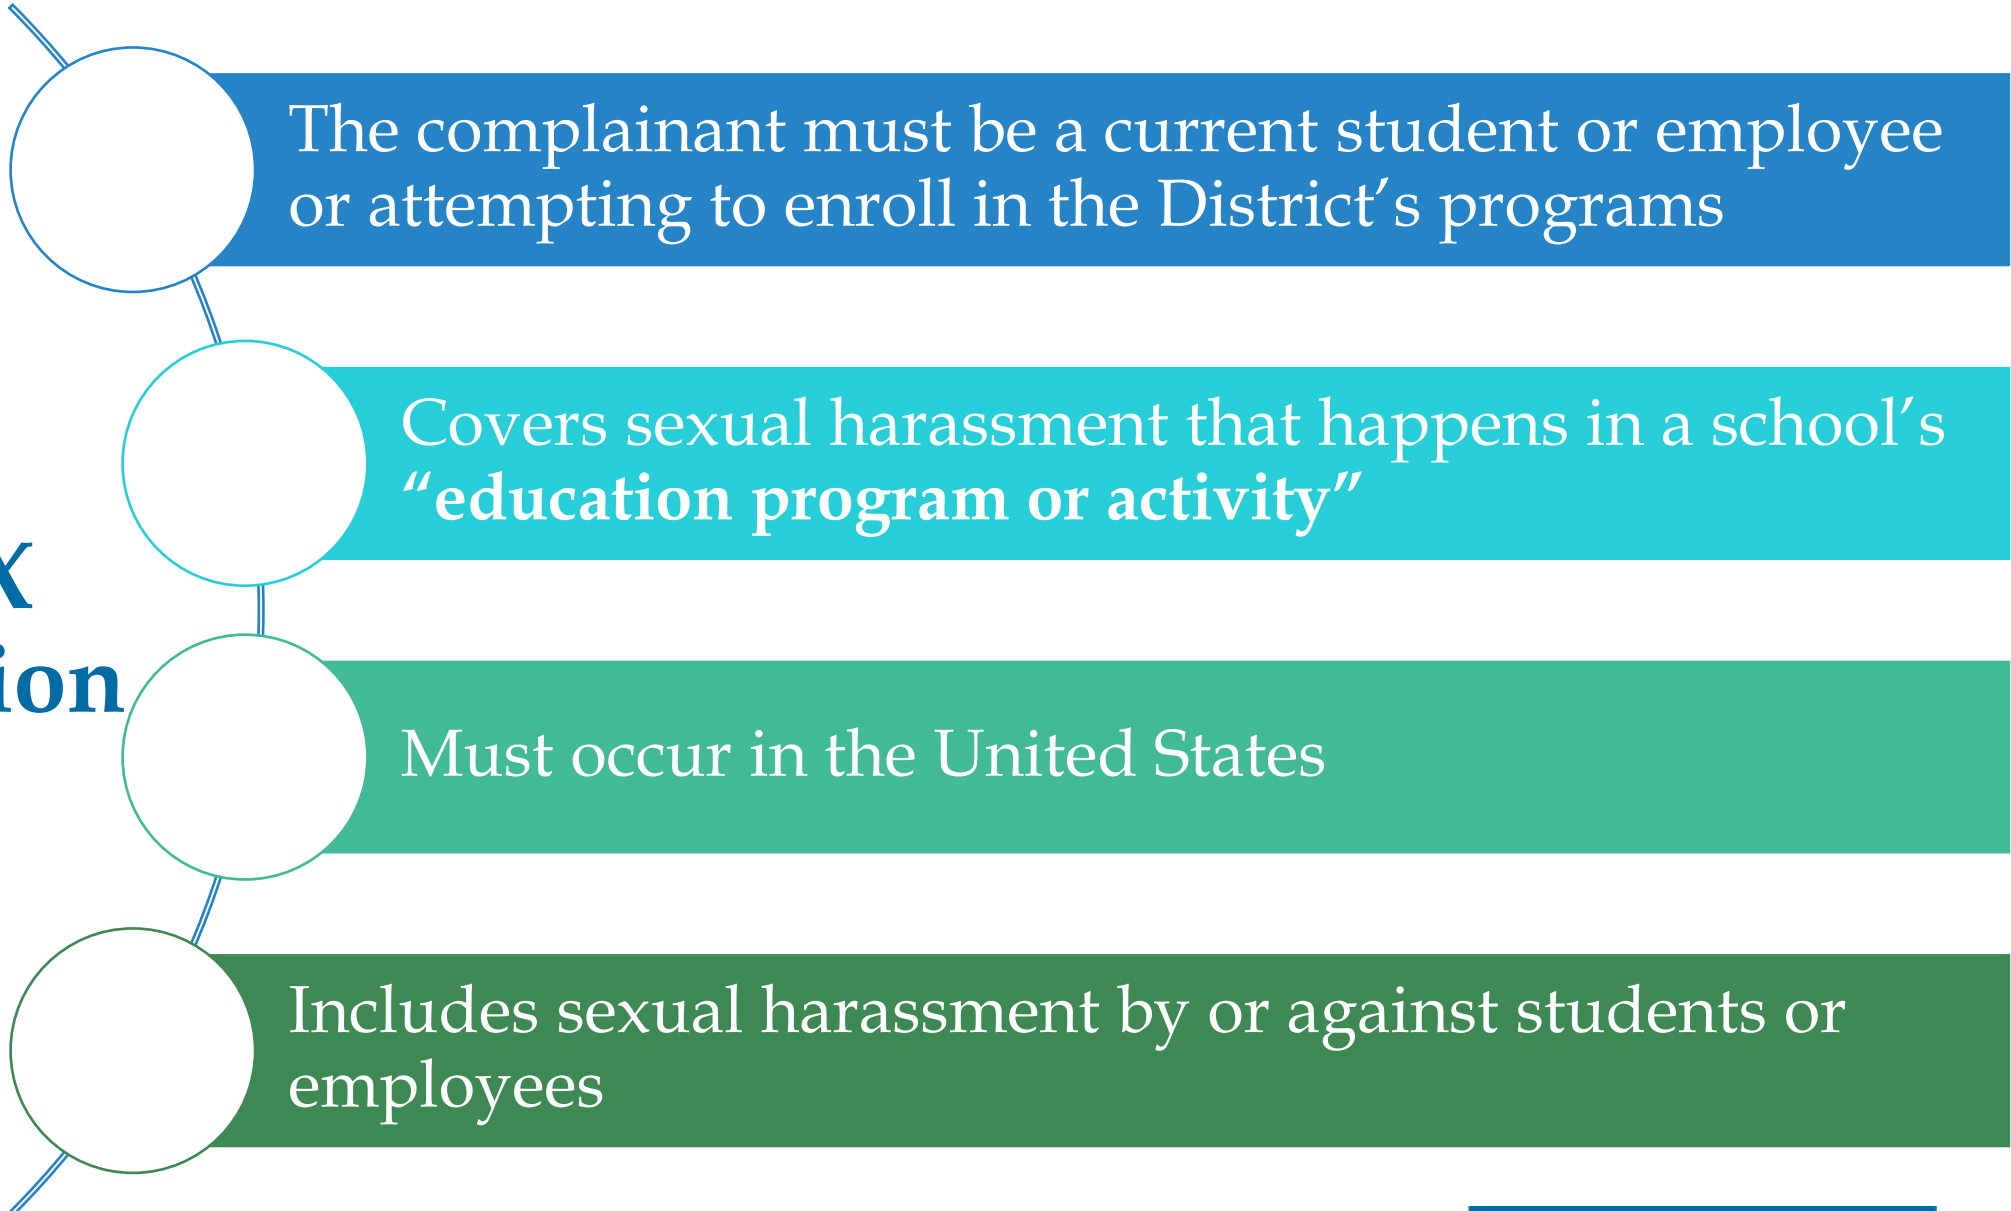 The complainant must be a current student or employee
or attempting to enroll in the District’s programs
Covers sexual harassment that happens in a school’s
“education program or activity”
X
ion
Must occur in the United States
Includes sexual harassment by or against students or
employees